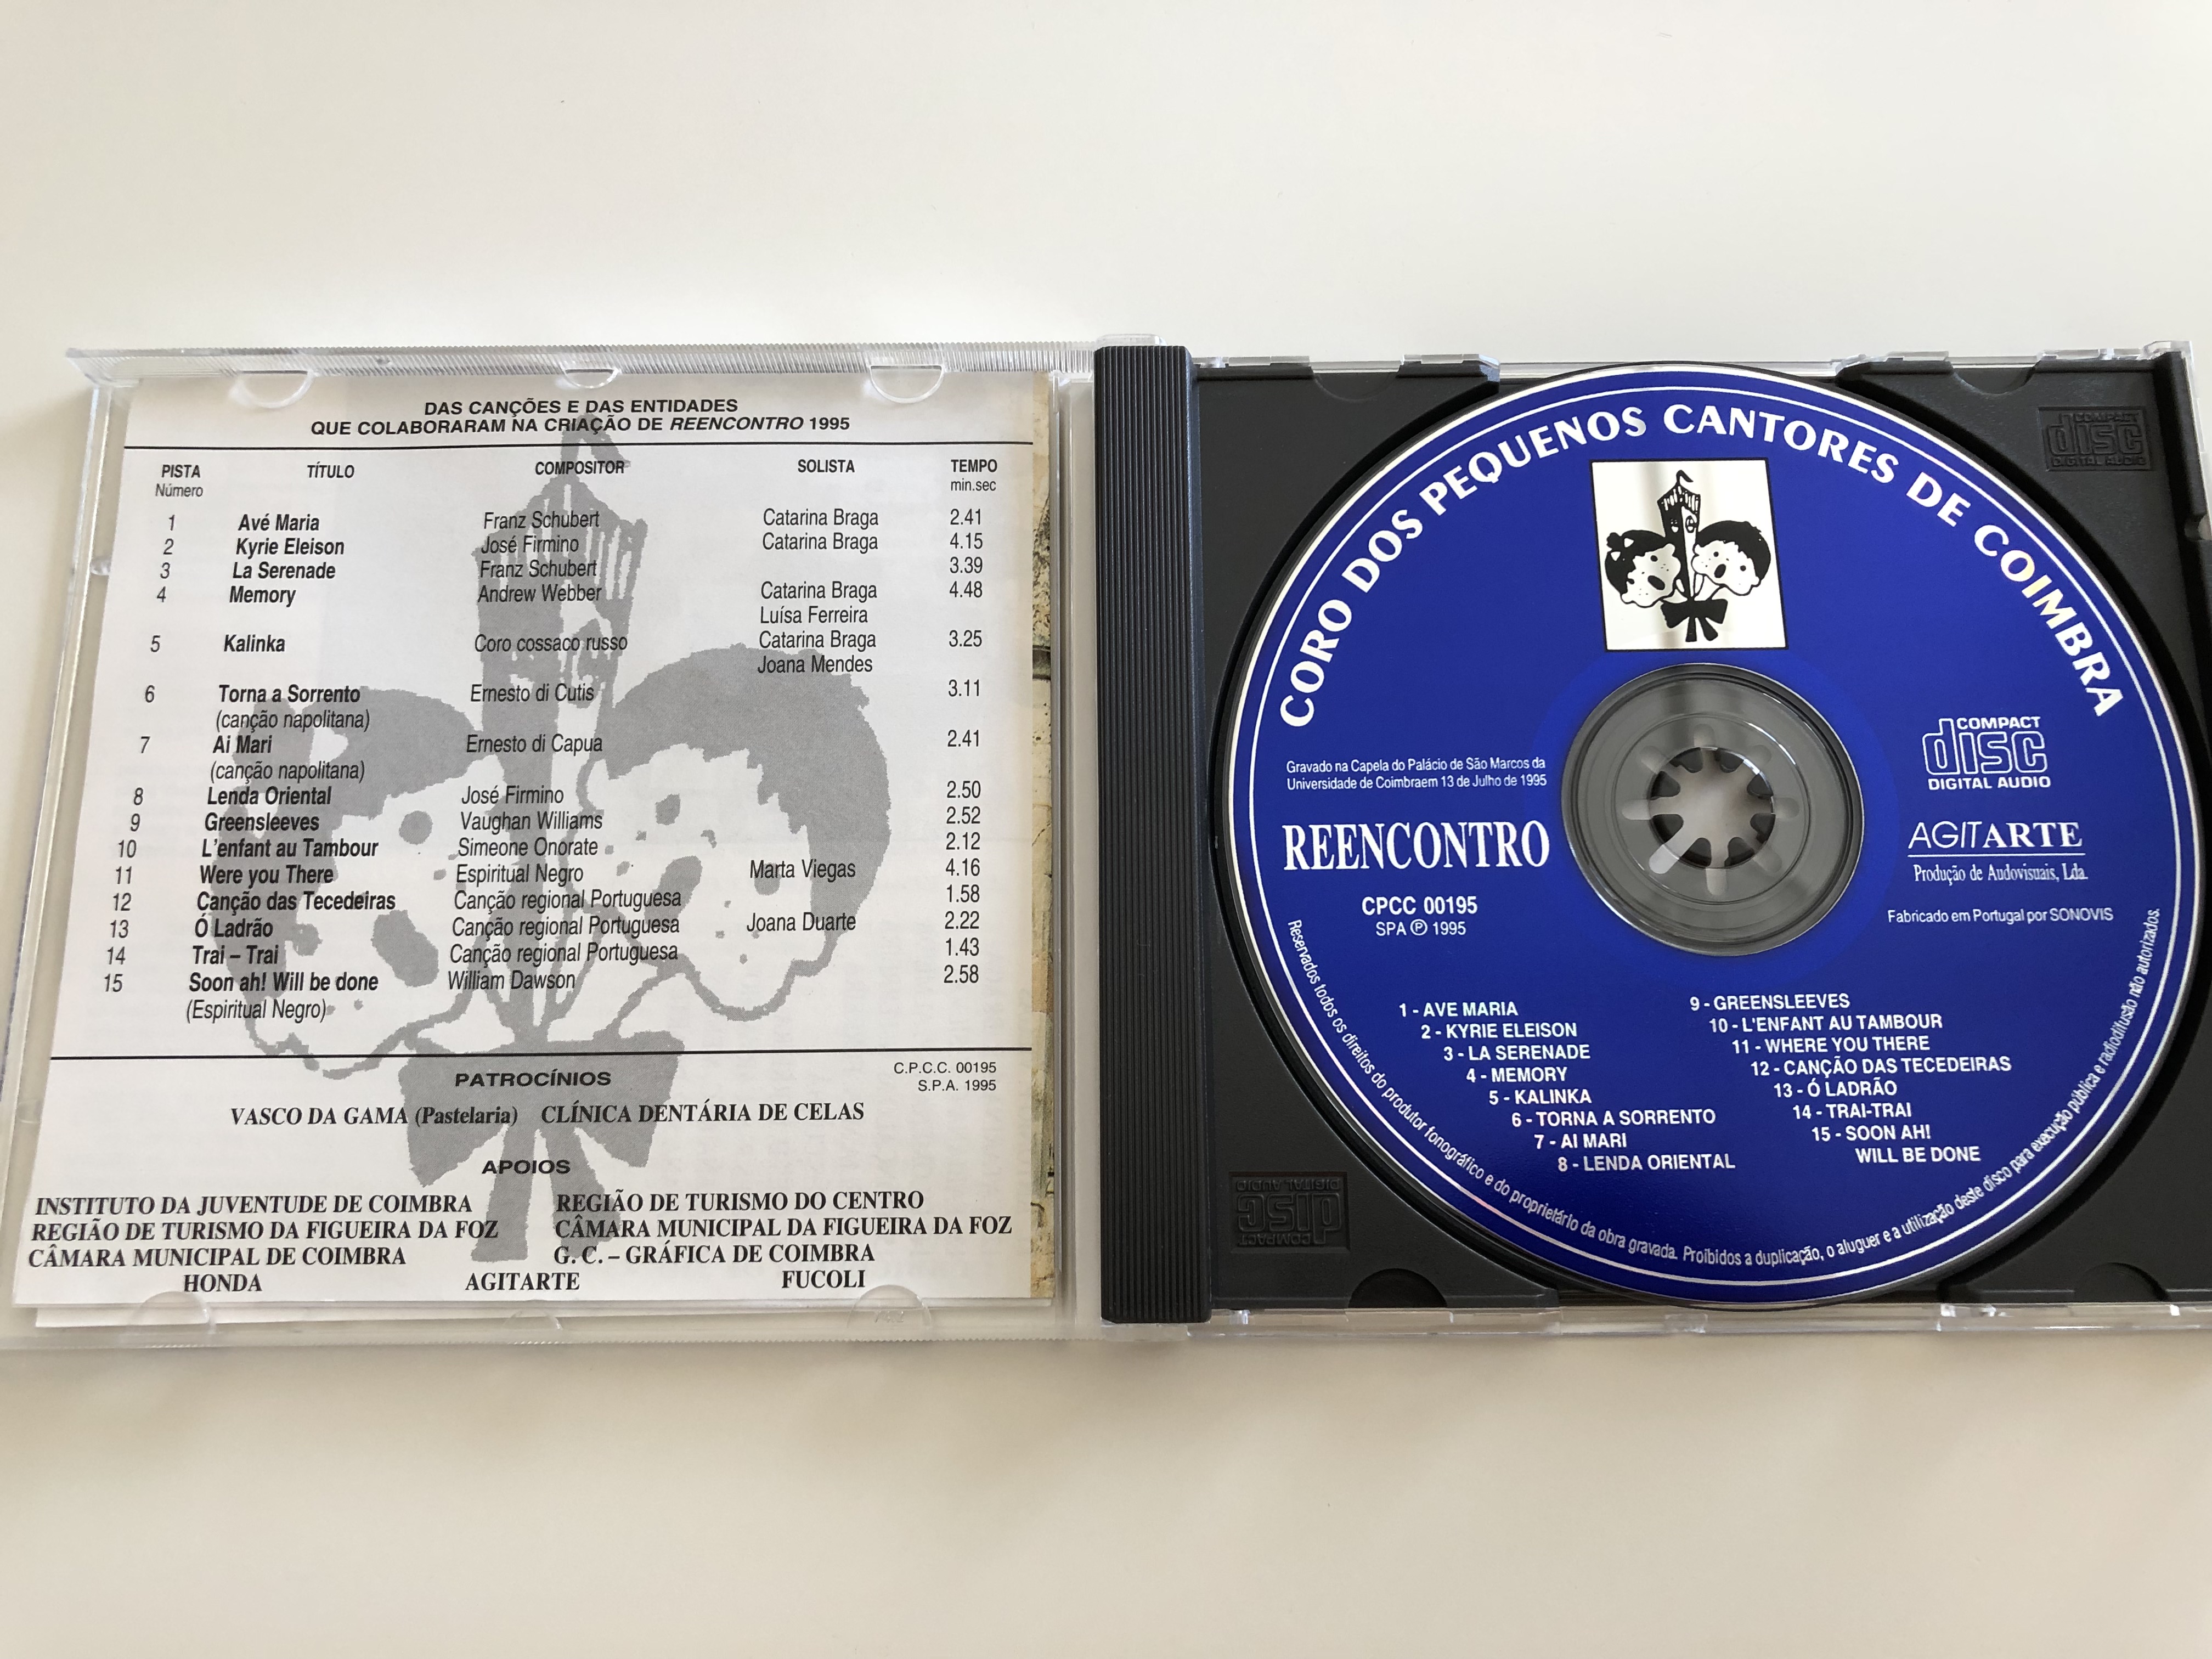 DAS CANÇÕES E DAS ENTIDADES
QUE COLABORARAM NA CRIAÇÃO DE REENCONTRO 1995
PISTA TÍTULO COMPOSITOR SOLISTA TEMPO
Número min.sec
1 Avé Maria Franz Schubert Catarina Braga 2.41
2 Kyrie Eleison José Firmino Catarina Braga 4.15
3 La Serenade Franz Schubert 3.39
4 Memory Andrew Webber Catarina Braga 4.48
Luísa Ferreira
5 Kalinka Coro cossaco russo Catarina Braga 3.25
Joana Mendes
6 Torna a Sorrento Ernesto di Cutis 3.11
(canção napolitana)
7 Ai Mari Ernesto di Capua 2.41
(canção napolitana)
8 Lenda Oriental José Firmino 2.50
9 Greensleeves Vaughan Williams 2.52
10 L'enfant au Tambour Simeone Onorate 2.12
11 Were you There Espiritual Negro Marta Viegas 4.16
12 Canção das Tecedeiras Canção regional Portuguesa 1.58
13 Ó Ladrão Canção regional Portuguesa Joana Duarte 2.22
14 Trai – Trai Canção regional Portuguesa 1.43
15 Soon ah! Will be done William Dawson 2.58
(Espiritual Negro)
PATROCÍNIOS
C.P.C.C. 00195
S.P.A. 1995
VASCO DA GAMA (Pastelaria) CLÍNICA DENTÁRIA DE CELAS
APOIOS
INSTITUTO DA JUVENTUDE DE COIMBRA REGIÃO DE TURISMO DO CENTRO
REGIÃO DE TURISMO DA FIGUEIRA DA FOZ CÂMARA MUNICIPAL DA FIGUEIRA DA FOZ
CÂMARA MUNICIPAL DE COIMBRA G. C. – GRÁFICA DE COIMBRA
HONDA AGITARTE FUCOLI
CORO DOS PEQUENOS CANTORES DE COIMBRA
Gravado na Capela do Palácio de São Marcos da
Universidade de Coimbraem 13 de Julho de 1995
REENCONTRO
CPCC 00195
SPA ℗ 1995
COMPACT
disc
DIGITAL AUDIO
AGITARTE
Produção de Audovisuais, Lda.
Fabricado em Portugal por SONOVIS
1 - AVE MARIA
2 - KYRIE ELEISON
3 - LA SERENADE
4 - MEMORY
5 - KALINKA
6 - TORNA A SORRENTO
7 - AI MARI
8 - LENDA ORIENTAL
9 - GREENSLEEVES
10 - L'ENFANT AU TAMBOUR
11 - WHERE YOU THERE
12 - CANÇÃO DAS TECEDEIRAS
13 - Ó LADRÃO
14 - TRAI-TRAI
15 - SOON AH!
WILL BE DONE
Reservados todos os direitos do produtor fonográfico e do proprietário da obra gravada. Proibidos a duplicação, o aluguer e a utilização deste disco para execução pública e radiodifusão não autorizados.
COMPACT
disc
DIGITAL AUDIO
COMPACT
disc
DIGITAL AUDIO